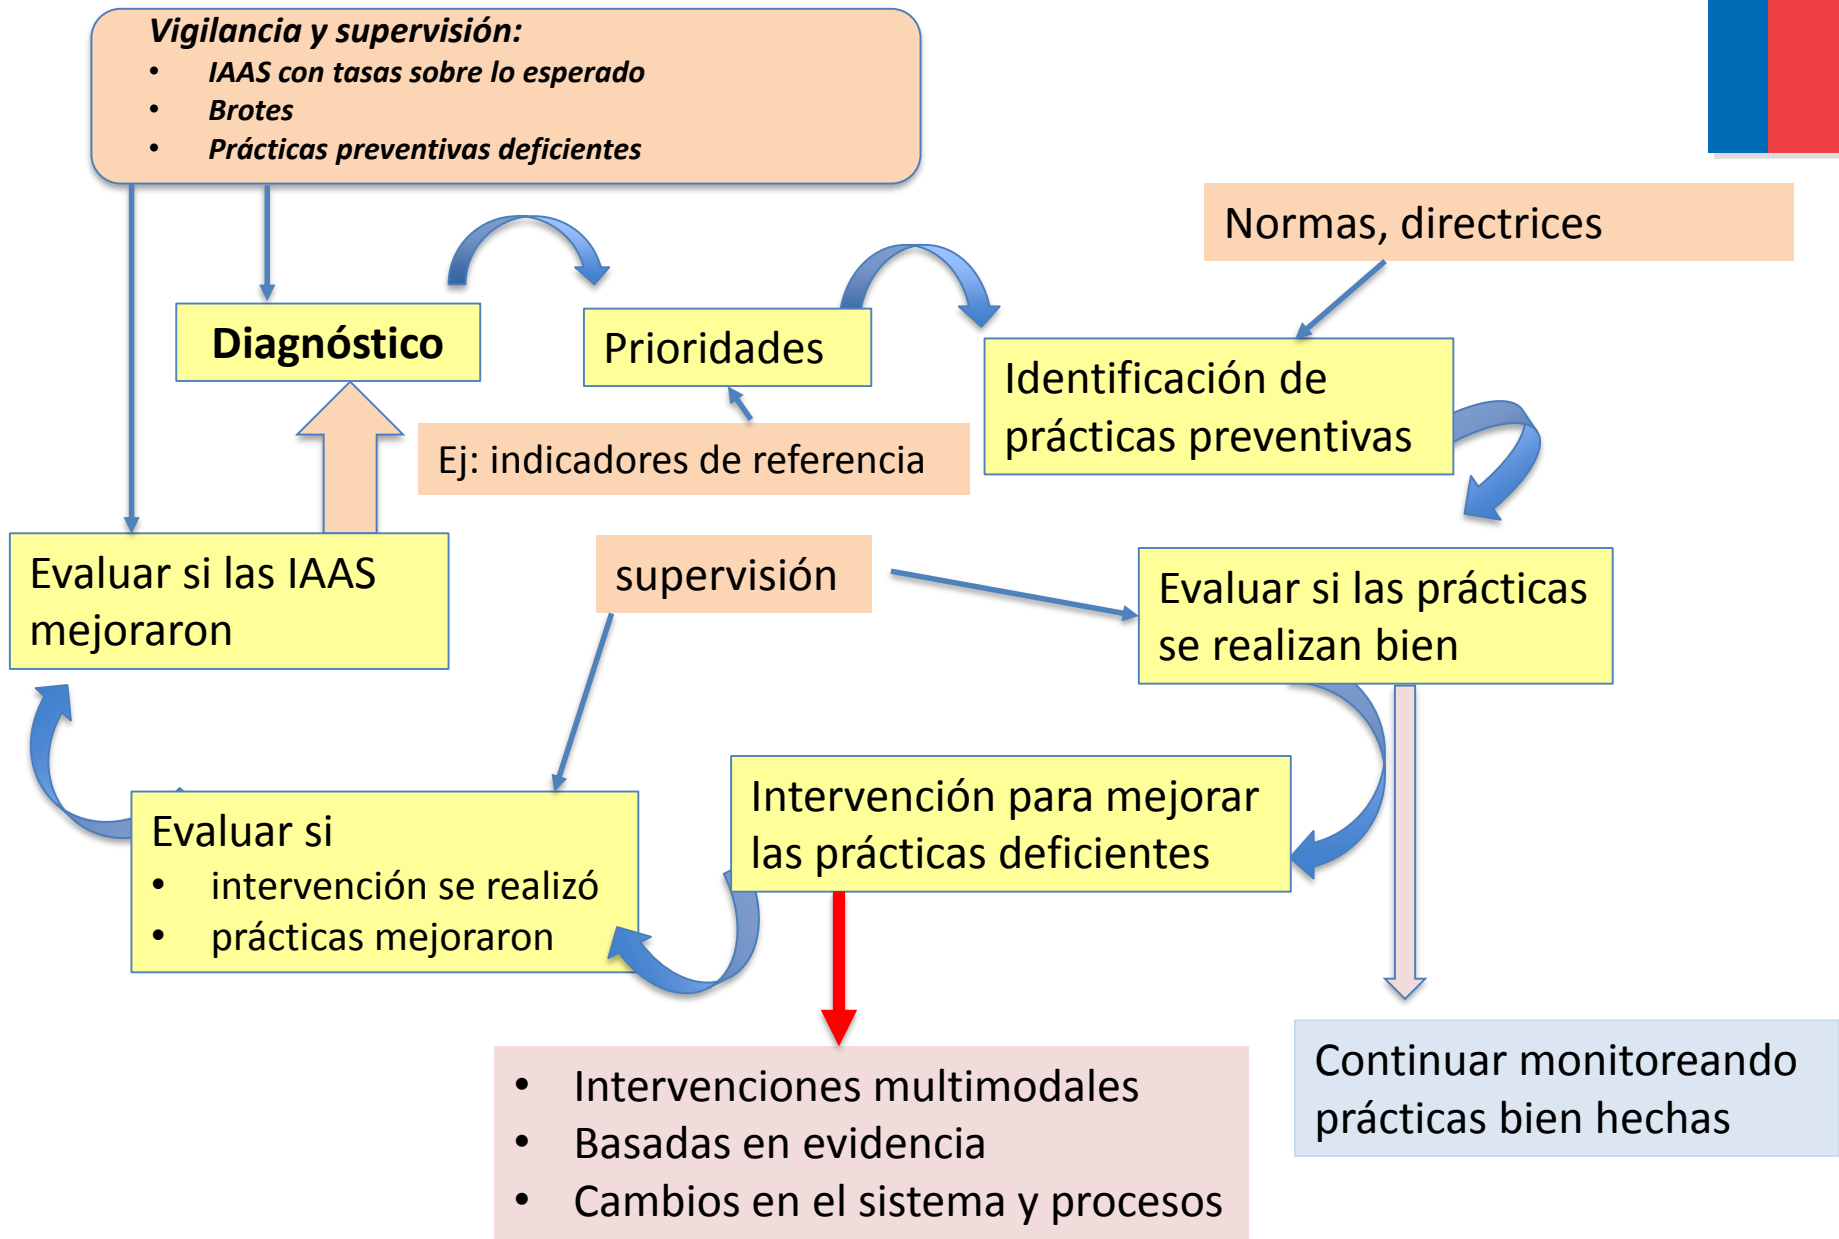 Vigilancia y supervisión:
• IAAS con tasas sobre lo esperado
• Brotes
• Prácticas preventivas deficientes
Normas, directrices
Diagnóstico
Prioridades
Identificación de
prácticas preventivas
Ej: indicadores de referencia
Evaluar si las IAAS
mejoraron
supervisión
Evaluar si las prácticas
se realizan bien
Intervención para mejorar
las prácticas deficientes
Evaluar si
• intervención se realizó
• prácticas mejoraron
Continuar monitoreando
prácticas bien hechas
• Intervenciones multimodales
• Basadas en evidencia
• Cambios en el sistema y procesos